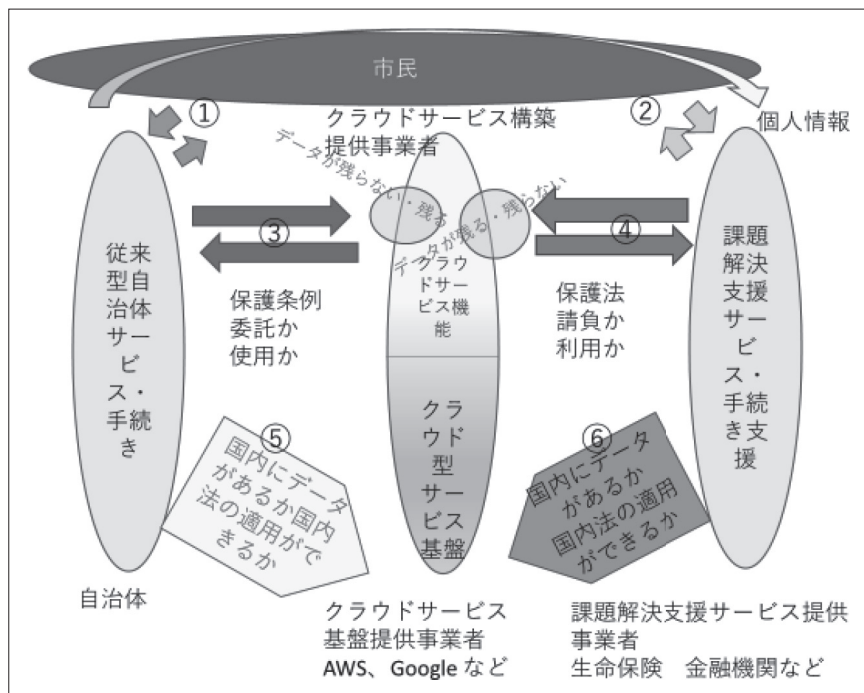 市民
①
②
クラウドサービス構築
提供事業者
個人情報
データが残らない・残る
データが残る・残らない
③
④
従来
型自
治体
サー
ビ
ス・
手続
き
保護条例
委託か
使用か
クラウ
ドサー
ビス機
能
保護法
請負か
利用か
課題
解決
支援
サー
ビ
ス・
手続
き支
援
クラ
ウド
型
サー
ビス
基盤
⑤
国内にデータ
があるか国内
法の適用がで
きるか
⑥
国内にデータ
があるか
国内法の適用
ができるか
自治体
クラウドサービス
基盤提供事業者
AWS、Google など
課題解決支援サービス提供
事業者
生命保険　金融機関など